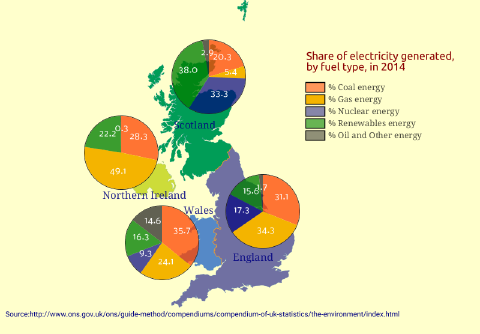 Share of electricity generated,
by fuel type, in 2014
% Coal energy
% Gas energy
% Nuclear energy
% Renewables energy
% Oil and Other energy
2.9
20.3
5.4
33.3
38.0
Scotland
0.3
28.3
49.1
22.2
Northern Ireland
14.6
35.7
24.1
9.3
16.3
Wales
31.1
34.3
17.3
15.6
England
Source:http://www.ons.gov.uk/ons/guide-method/compendiums/compendium-of-uk-statistics/the-environment/index.html